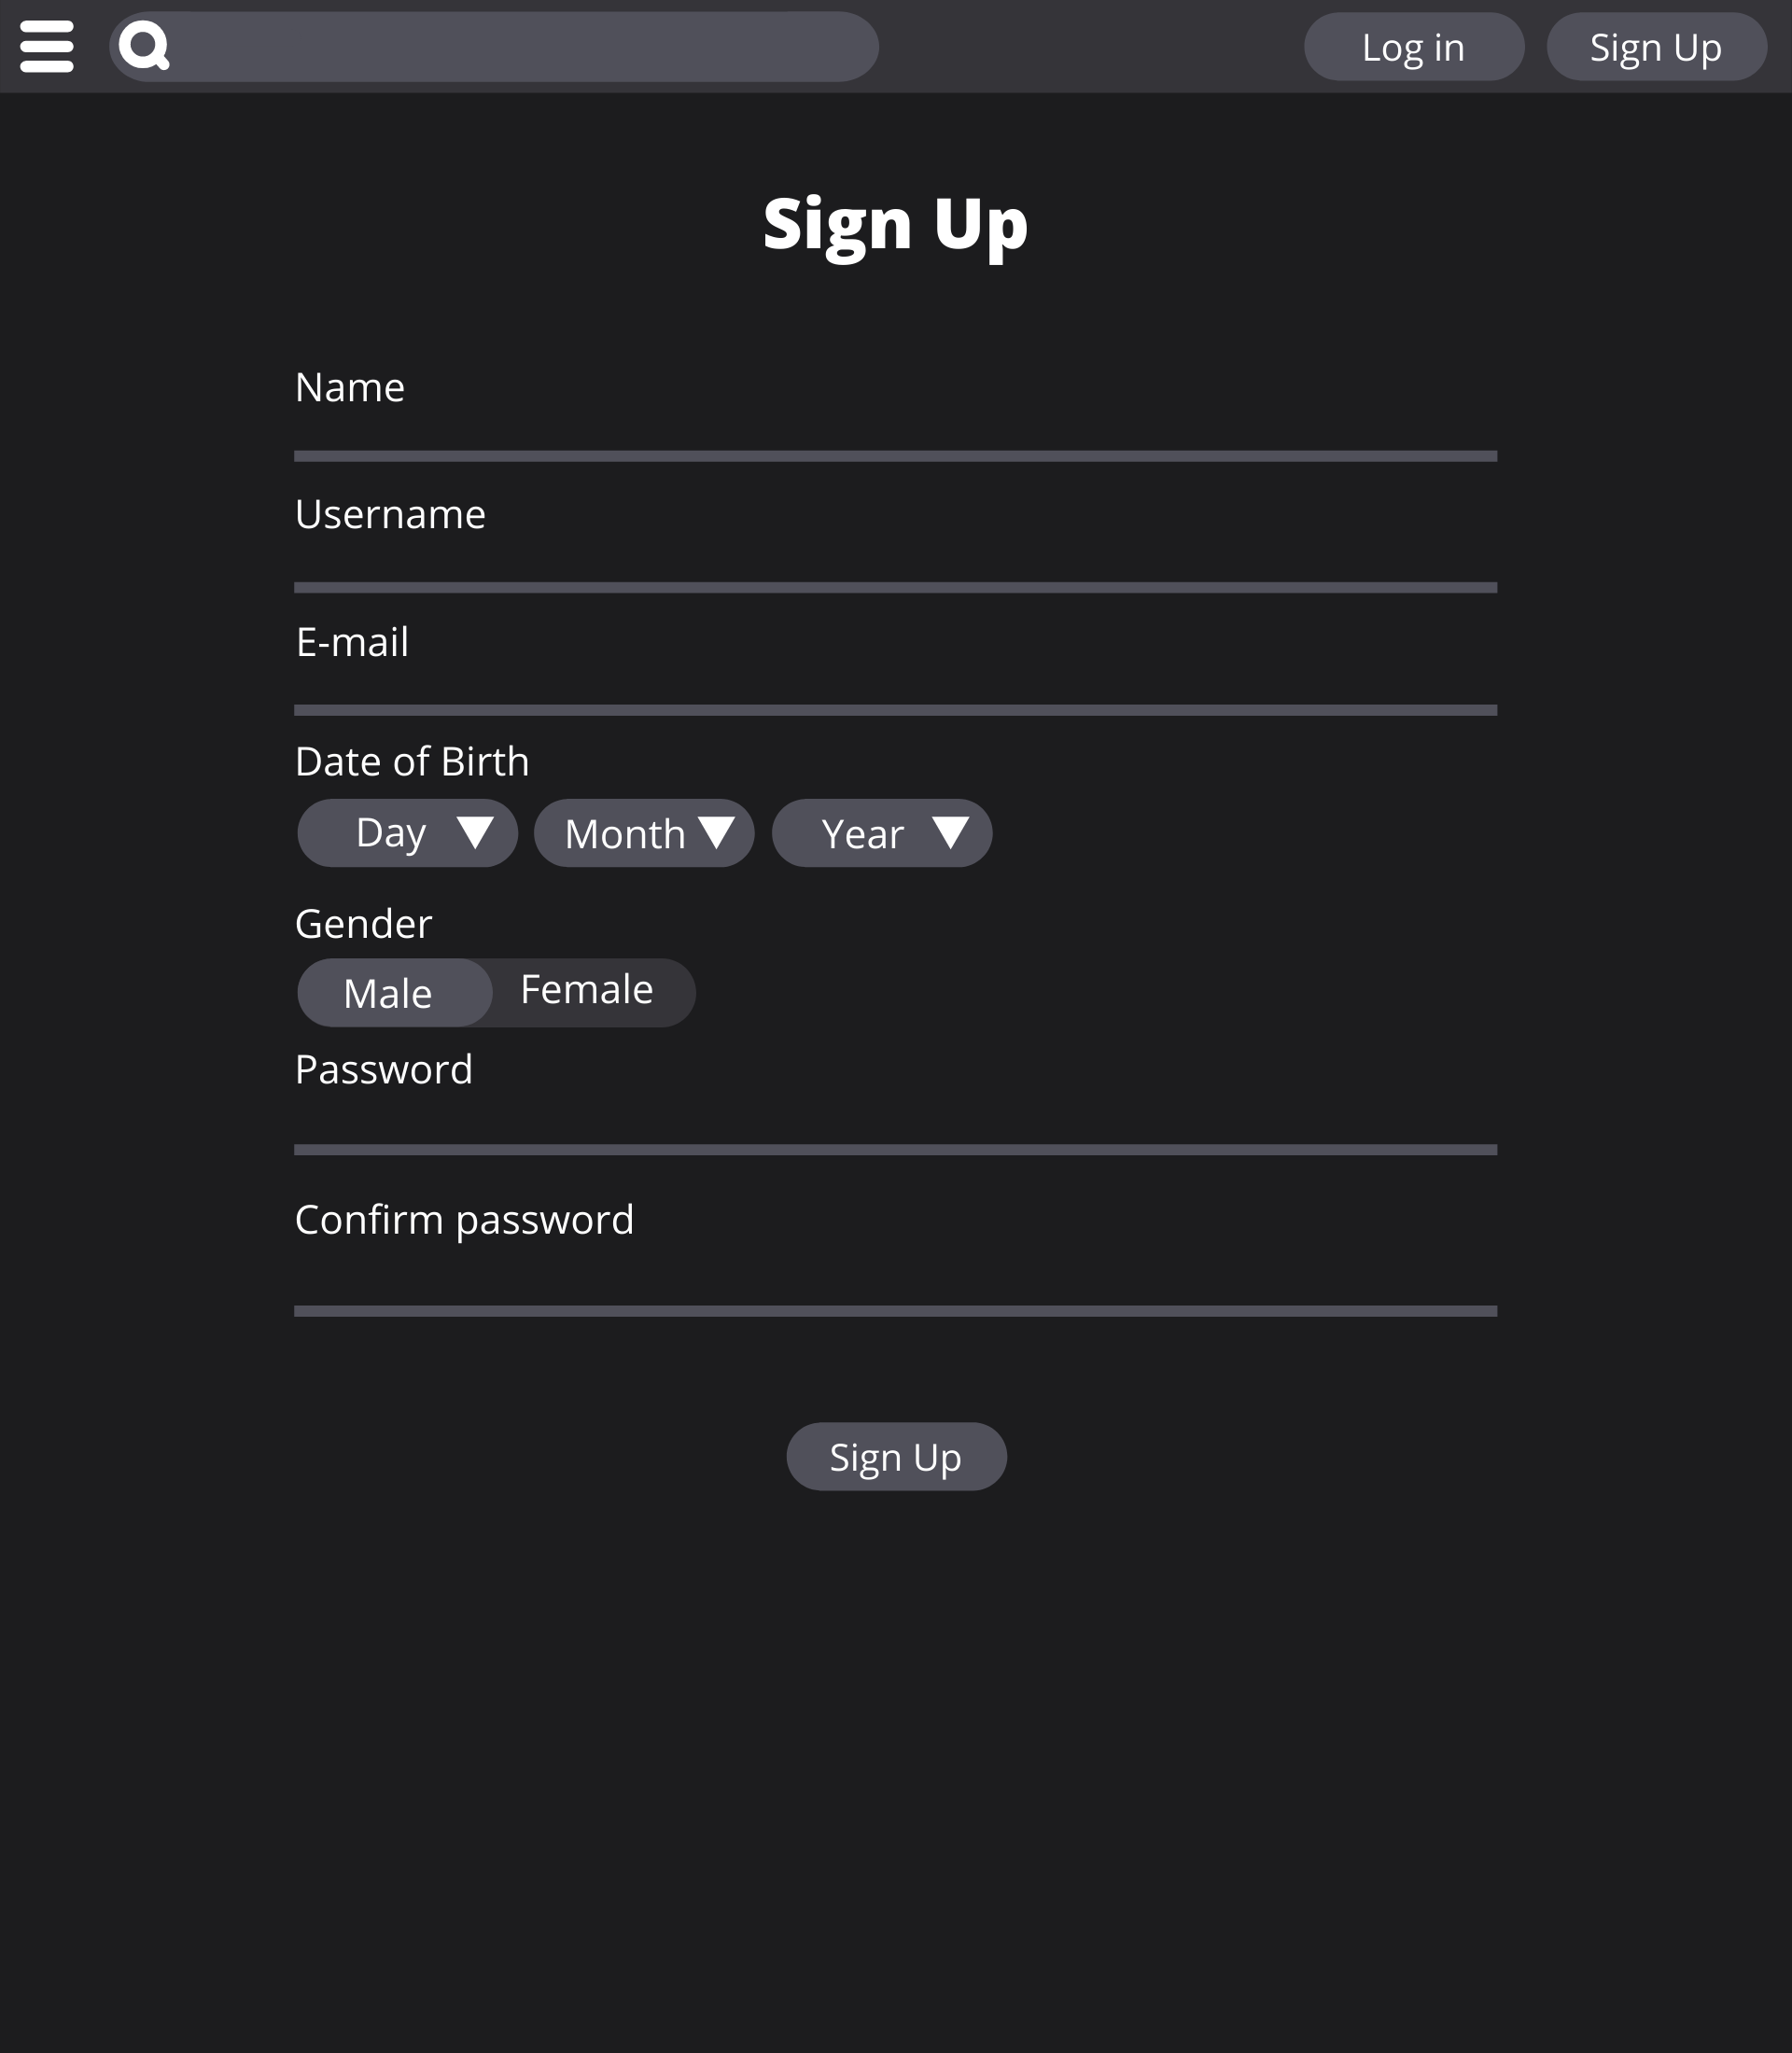 Log in Sign Up
Sign Up
Name
Username
E-mail
Date of Birth
Day Month Year
Gender
Male Female
Password
Confirm password
Sign Up